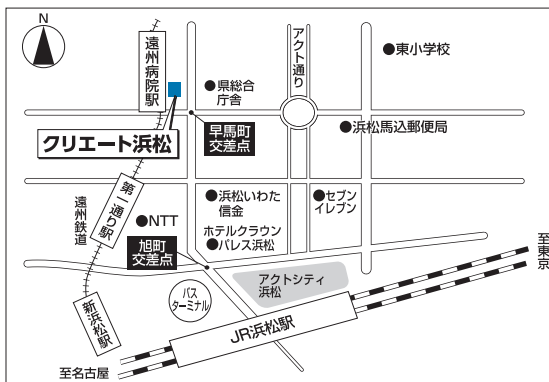 N
遠州病院駅
●県総合
庁舎
アクト通り
●東小学校
クリエート浜松
早馬町
交差点
●浜松馬込郵便局
第一通り駅
遠州鉄道
●NTT
●浜松いわた
信金
●セブン
イレブン
ホテルクラウン
●パレス浜松
旭町
交差点
アクトシティ
浜松
至東京
バス
ターミナル
新浜松駅
JR浜松駅
至名古屋